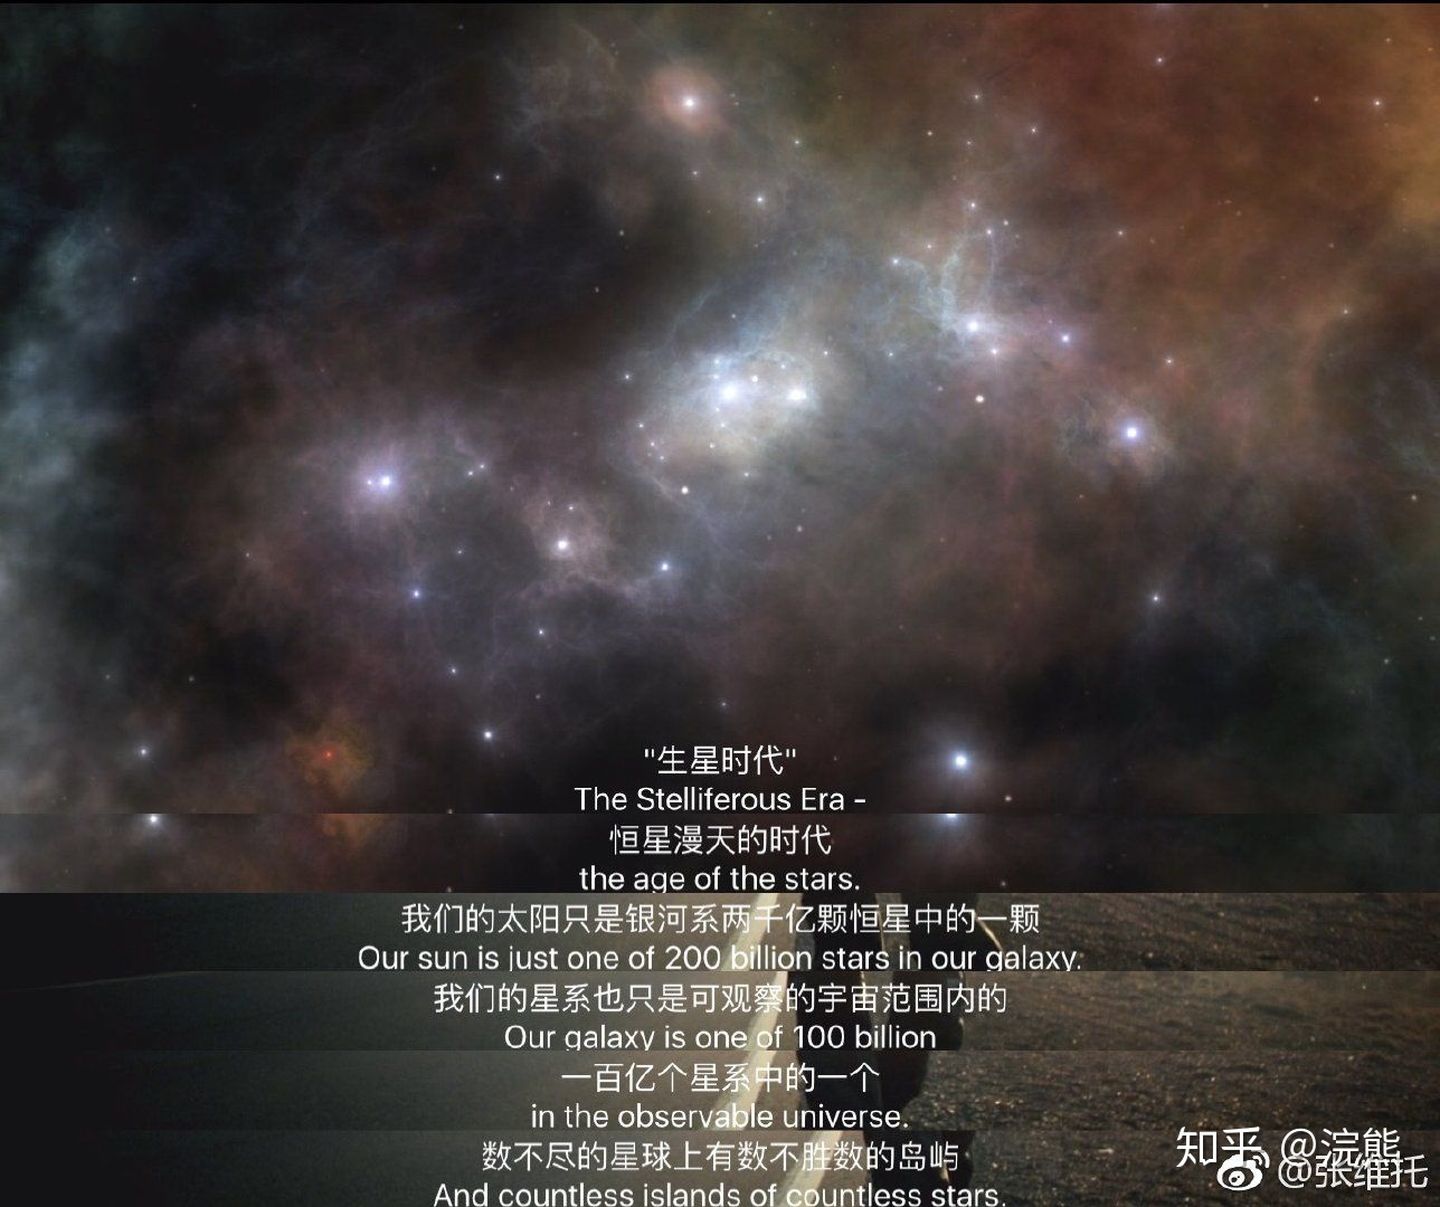 "生星时代"
The Stelliferous Era -
恒星漫天的时代
the age of the stars.
我们的太阳只是银河系两千亿颗恒星中的一颗
Our sun is just one of 200 billion stars in our galaxy.
我们的星系也只是可观察的宇宙范围内的
Our galaxy is one of 100 billion
一百亿个星系中的一个
in the observable universe.
数不尽的星球上有数不胜数的岛屿
And countless islands of countless stars.
知乎 @浣熊
@张维托